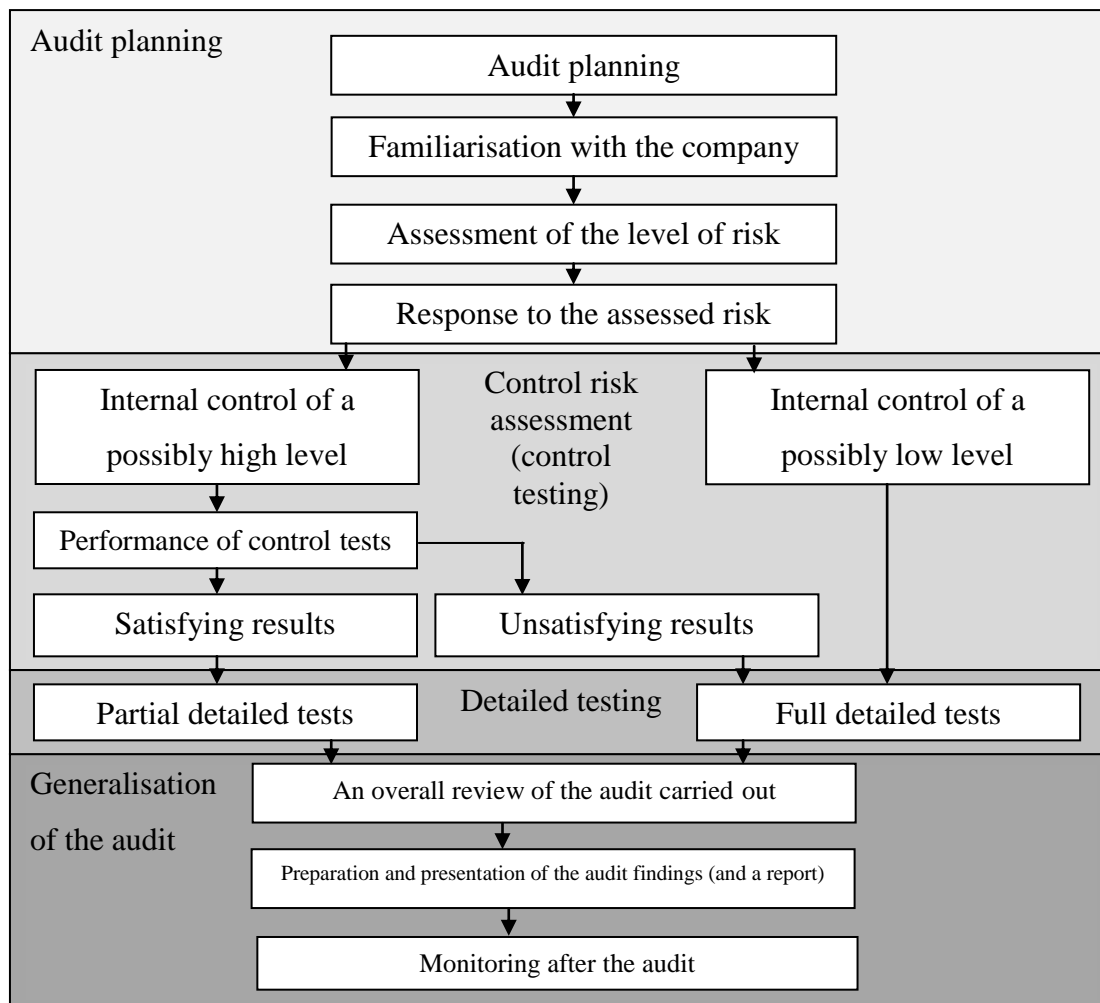 Audit planning
Audit planning
Familiarisation with the company
Assessment of the level of risk
Response to the assessed risk
Internal control of a
possibly high level
Control risk
assessment
(control
testing)
Internal control of a
possibly low level
Performance of control tests
Satisfying results
Unsatisfying results
Partial detailed tests
Detailed testing
Full detailed tests
Generalisation
of the audit
An overall review of the audit carried out
Preparation and presentation of the audit findings (and a report)
Monitoring after the audit